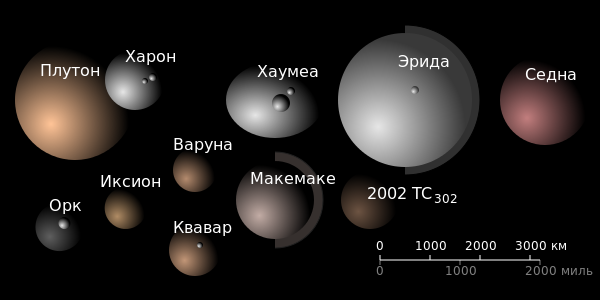 Плутон
Харон
Хаумеа
Эрида
Седна
Варуна
Иксион
Макемаке
2002 TC302
Орк
Квавар
0 1000 2000 3000 км
0 1000 2000 миль